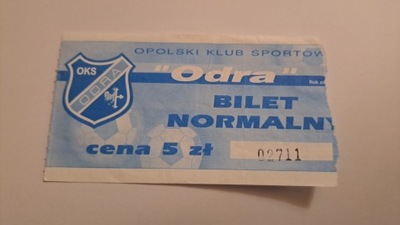 OPOLSKI KLUB SPORTOW
OKS
ODRA
"Odra"
BILET
NORMALNY
cena 5 zł
02711